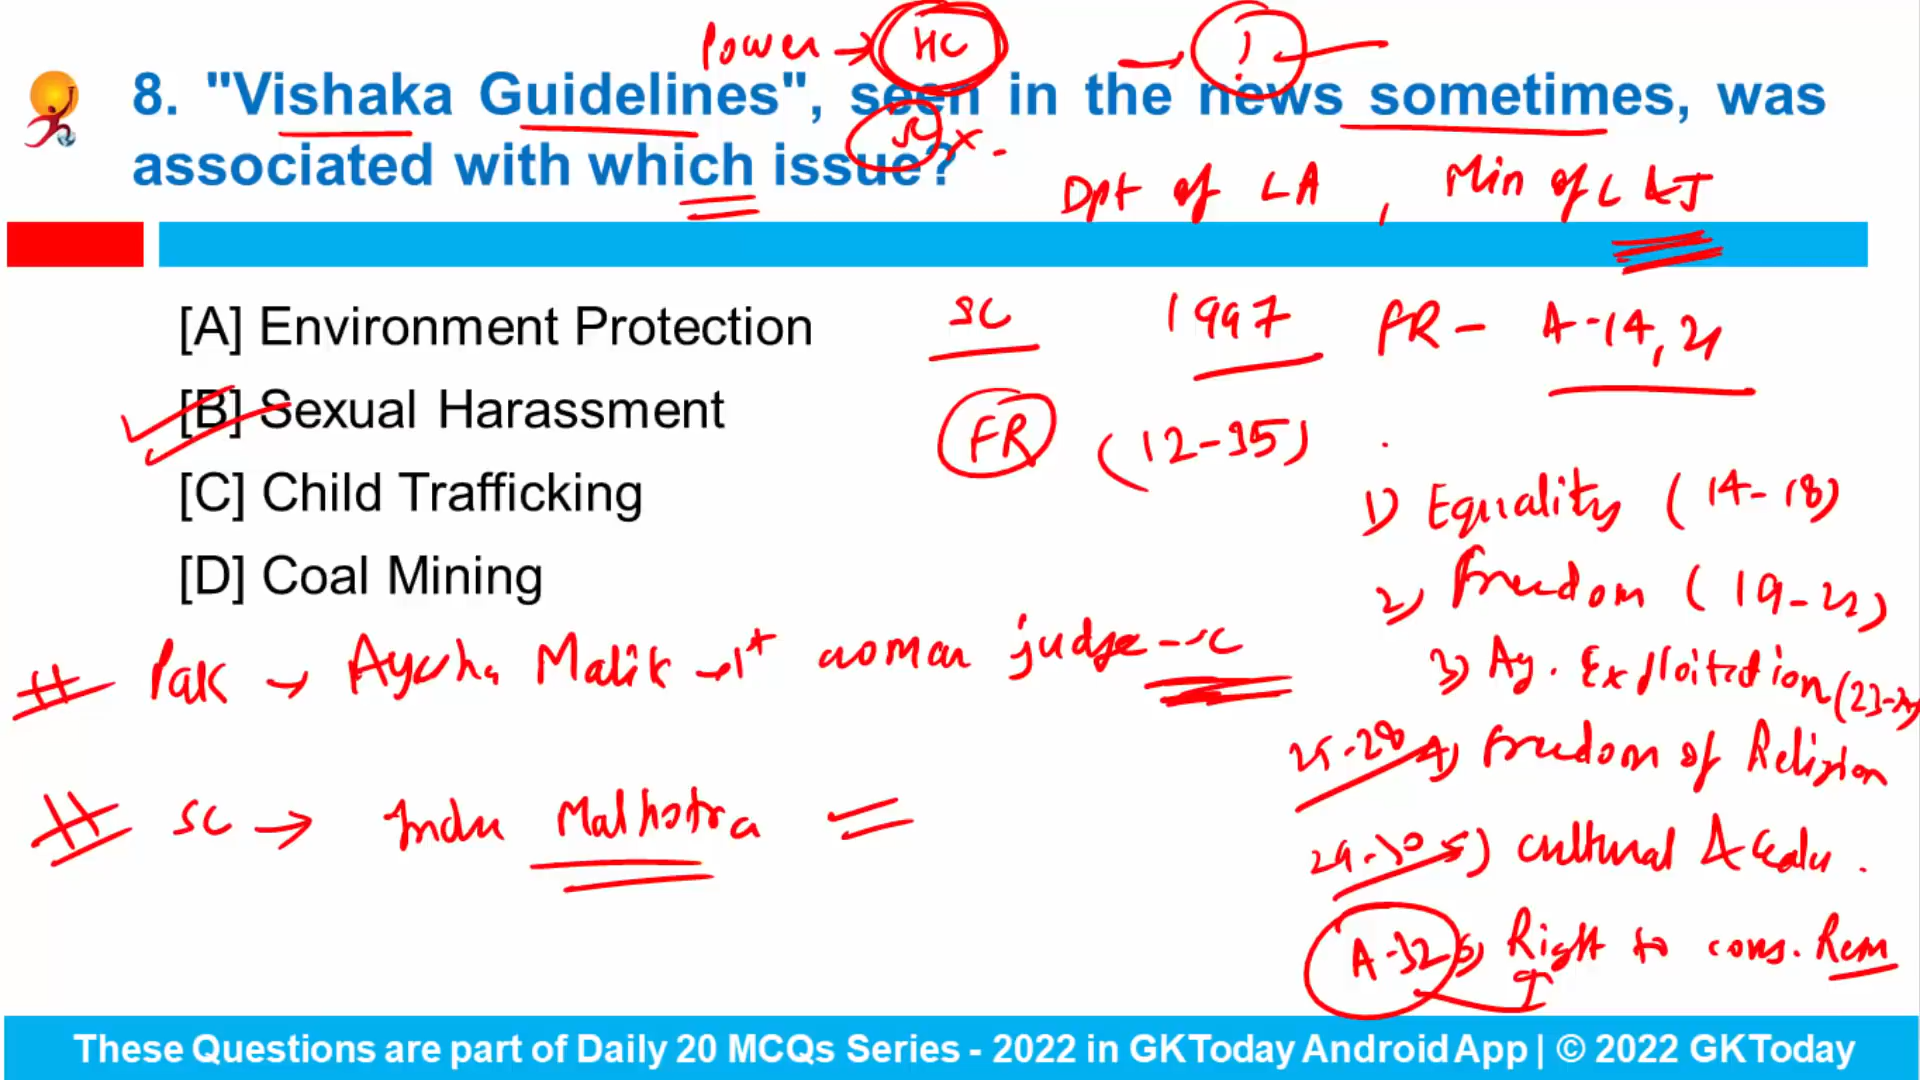 Power → HC → ?
8. "Vishaka Guidelines", seen in the news sometimes, was
SC x
associated with which issue?
Dpt of LA, Min of L & J
[A] Environment Protection
SC 1997 FR - A-14, 21
[B] Sexual Harassment
FR (12-35)
[C] Child Trafficking
1) Equality (14-18)
[D] Coal Mining
2) Freedom (19-22)
# Pak → Ayesha Malik → 1st woman judge - SC
3) Ag. Exploitation (23-24)
25-28 4) Freedom of Religion
# SC → Indu Malhotra =
29-30 5) Cultural & Edu.
A-32 6) Right to cons. Rem
These Questions are part of Daily 20 MCQs Series - 2022 in GKToday Android App | © 2022 GKToday